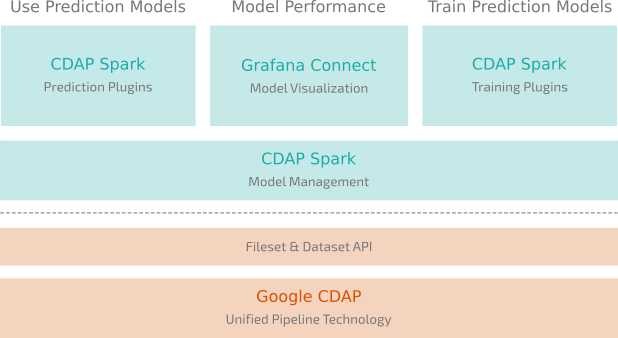 Use Prediction Models
Model Performance
Train Prediction Models
CDAP Spark
Prediction Plugins
Grafana Connect
Model Visualization
CDAP Spark
Training Plugins
CDAP Spark
Model Management
Fileset & Dataset API
Google CDAP
Unified Pipeline Technology